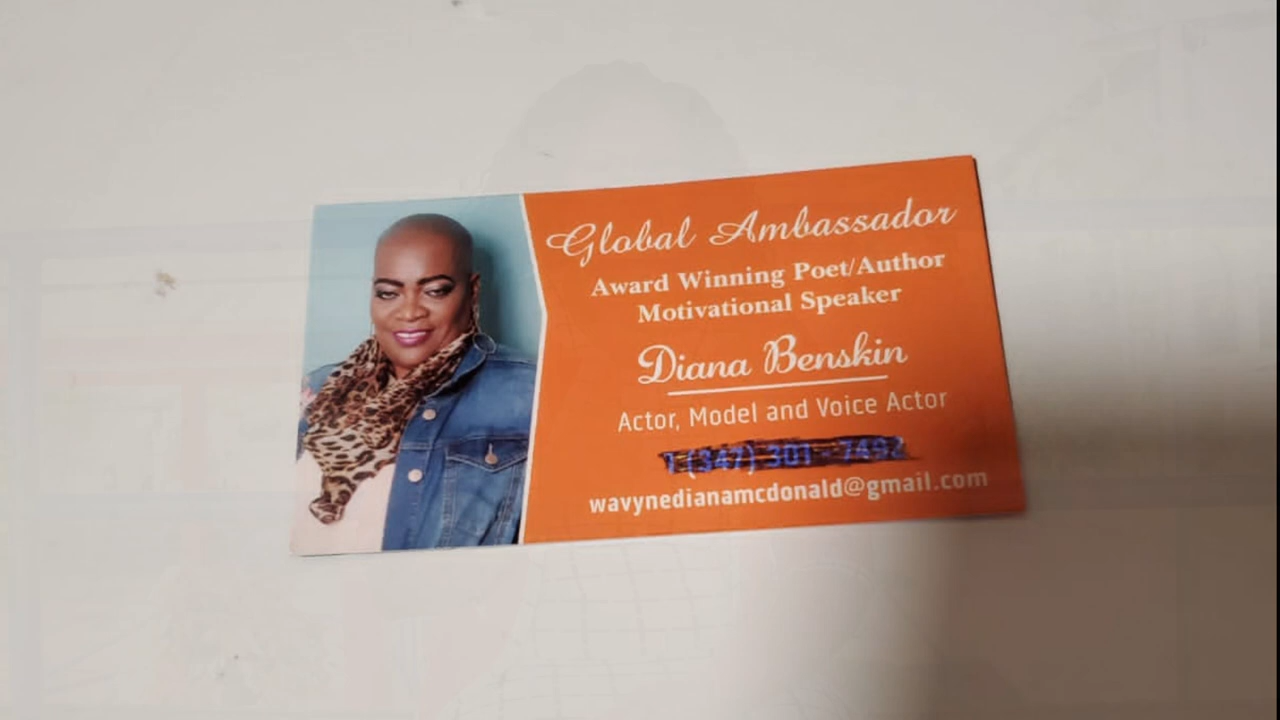 Global Ambassador
Award Winning Poet/Author
Motivational Speaker
Diana Benskin
Actor, Model and Voice Actor
wavynedianamcdonald@gmail.com